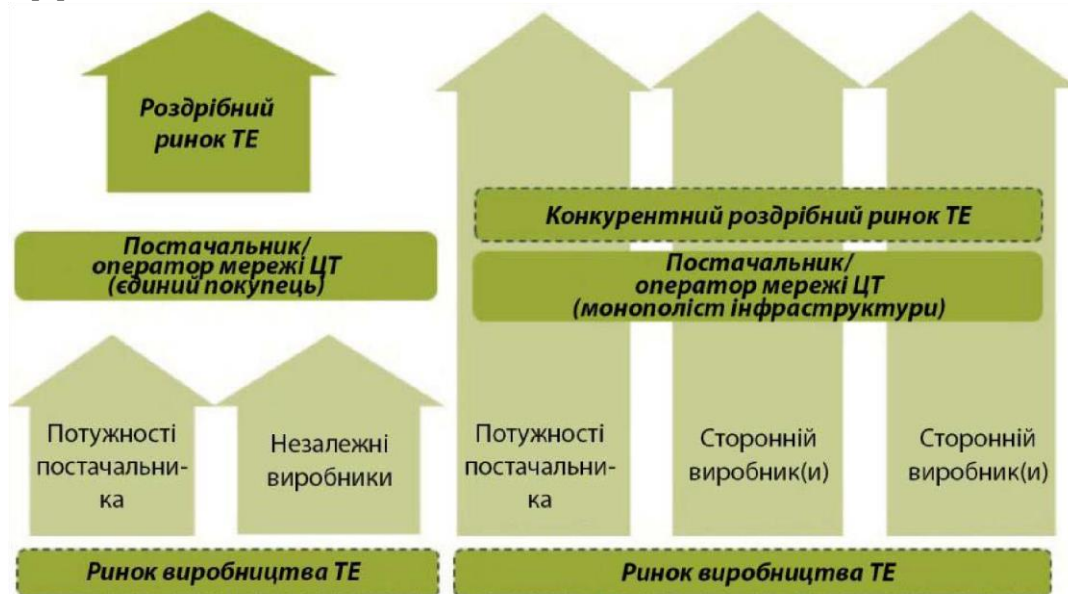 Роздрібний
ринок ТЕ
Постачальник/
оператор мережі ЦТ
(єдиний покупець)
Потужності
постачальни-
ка
Незалежні
виробники
Ринок виробництва ТЕ
Конкурентний роздрібний ринок ТЕ
Постачальник/
оператор мережі ЦТ
(монополіст інфраструктури)
Потужності
постачальни-
ка
Сторонній
виробник(и)
Сторонній
виробник(и)
Ринок виробництва ТЕ